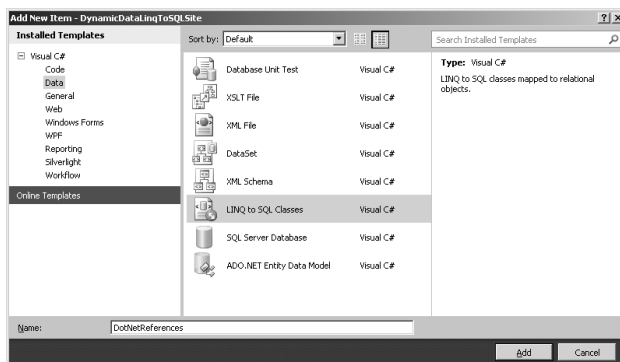 Add New Item - DynamicDataLinqToSQLSite
Installed Templates
Sort by: Default
Search Installed Templates
Visual C#
Code
Data
General
Web
Windows Forms
WPF
Reporting
Silverlight
Workflow
Online Templates
Database Unit Test Visual C#
XSLT File Visual C#
XML File Visual C#
DataSet Visual C#
XML Schema Visual C#
LINQ to SQL Classes Visual C#
SQL Server Database Visual C#
ADO.NET Entity Data Model Visual C#
Type: Visual C#
LINQ to SQL classes mapped to relational
objects.
Name: DotNetReferences
Add Cancel